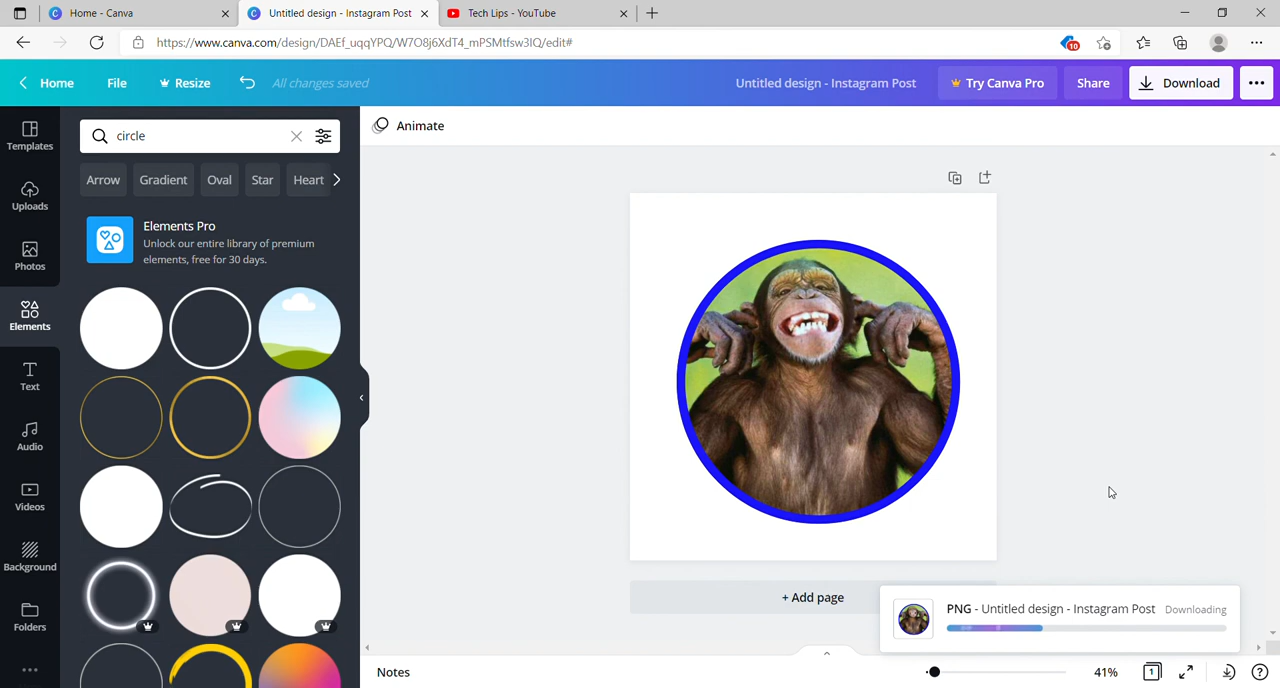 Home - Canva
Untitled design - Instagram Post
Tech Lips - YouTube
https://www.canva.com/design/DAEf_uqqYPQ/W7O8j6XdT4_mPSMtfsw3IQ/edit#
10
Home
File
Resize
All changes saved
Untitled design - Instagram Post
Try Canva Pro
Share
Download
Templates
Uploads
Photos
Elements
Text
Audio
Videos
Background
Folders
circle
Arrow
Gradient
Oval
Star
Heart
Elements Pro
Unlock our entire library of premium
elements, free for 30 days.
Animate
+ Add page
PNG - Untitled design - Instagram Post
Downloading
Notes
41%
1